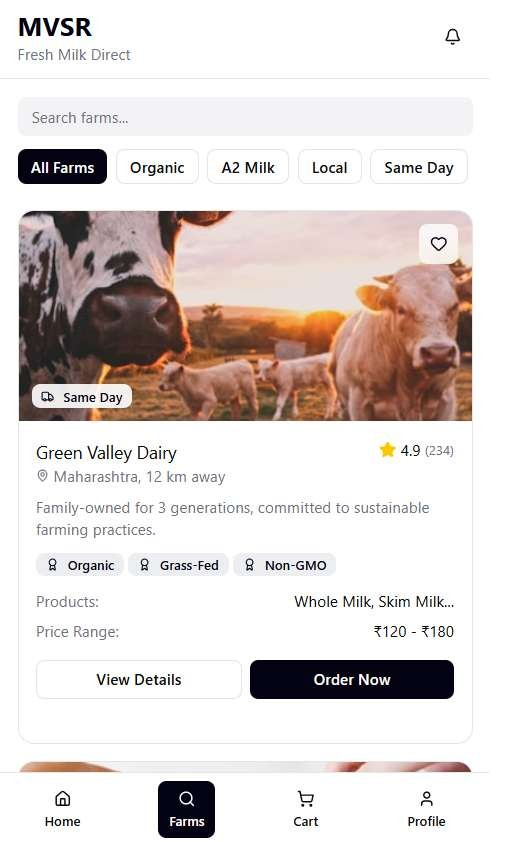 MVSR
Fresh Milk Direct
Search farms...
All Farms
Organic
A2 Milk
Local
Same Day
Same Day
Green Valley Dairy
4.9 (234)
Maharashtra, 12 km away
Family-owned for 3 generations, committed to sustainable
farming practices.
Organic
Grass-Fed
Non-GMO
Products: Whole Milk, Skim Milk...
Price Range: ₹120 - ₹180
View Details
Order Now
Home
Farms
Cart
Profile